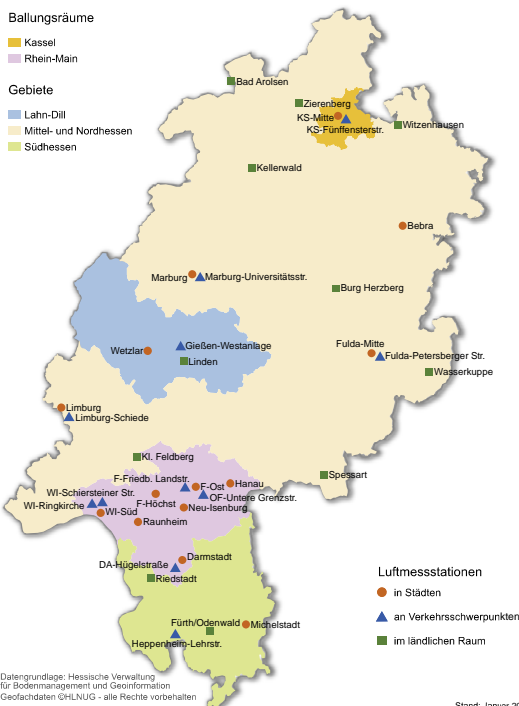 Ballungsräume
Kassel
Rhein-Main
Gebiete
Lahn-Dill
Mittel- und Nordhessen
Südhessen
Bad Arolsen
Zierenberg
KS-Mitte
KS-Fünffensterstr.
Witzenhausen
Kellerwald
Bebra
Marburg
Marburg-Universitätsstr.
Burg Herzberg
Gießen-Westanlage
Wetzlar
Linden
Fulda-Mitte
Fulda-Petersberger Str.
Wasserkuppe
Limburg
Limburg-Schiede
Kl. Feldberg
Spessart
F-Friedb. Landstr.
F-Ost
Hanau
WI-Schiersteiner Str.
OF-Untere Grenzstr.
WI-Ringkirche
F-Höchst
WI-Süd
Neu-Isenburg
Raunheim
Darmstadt
DA-Hügelstraße
Riedstadt
Fürth/Odenwald
Michelstadt
Heppenheim-Lehrstr.
Luftmessstationen
in Städten
an Verkehrsschwerpunkten
im ländlichen Raum
Datengrundlage: Hessische Verwaltung
für Bodenmanagement und Geoinformation
Geofachdaten ©HLNUG - alle Rechte vorbehalten
Stand: Januar